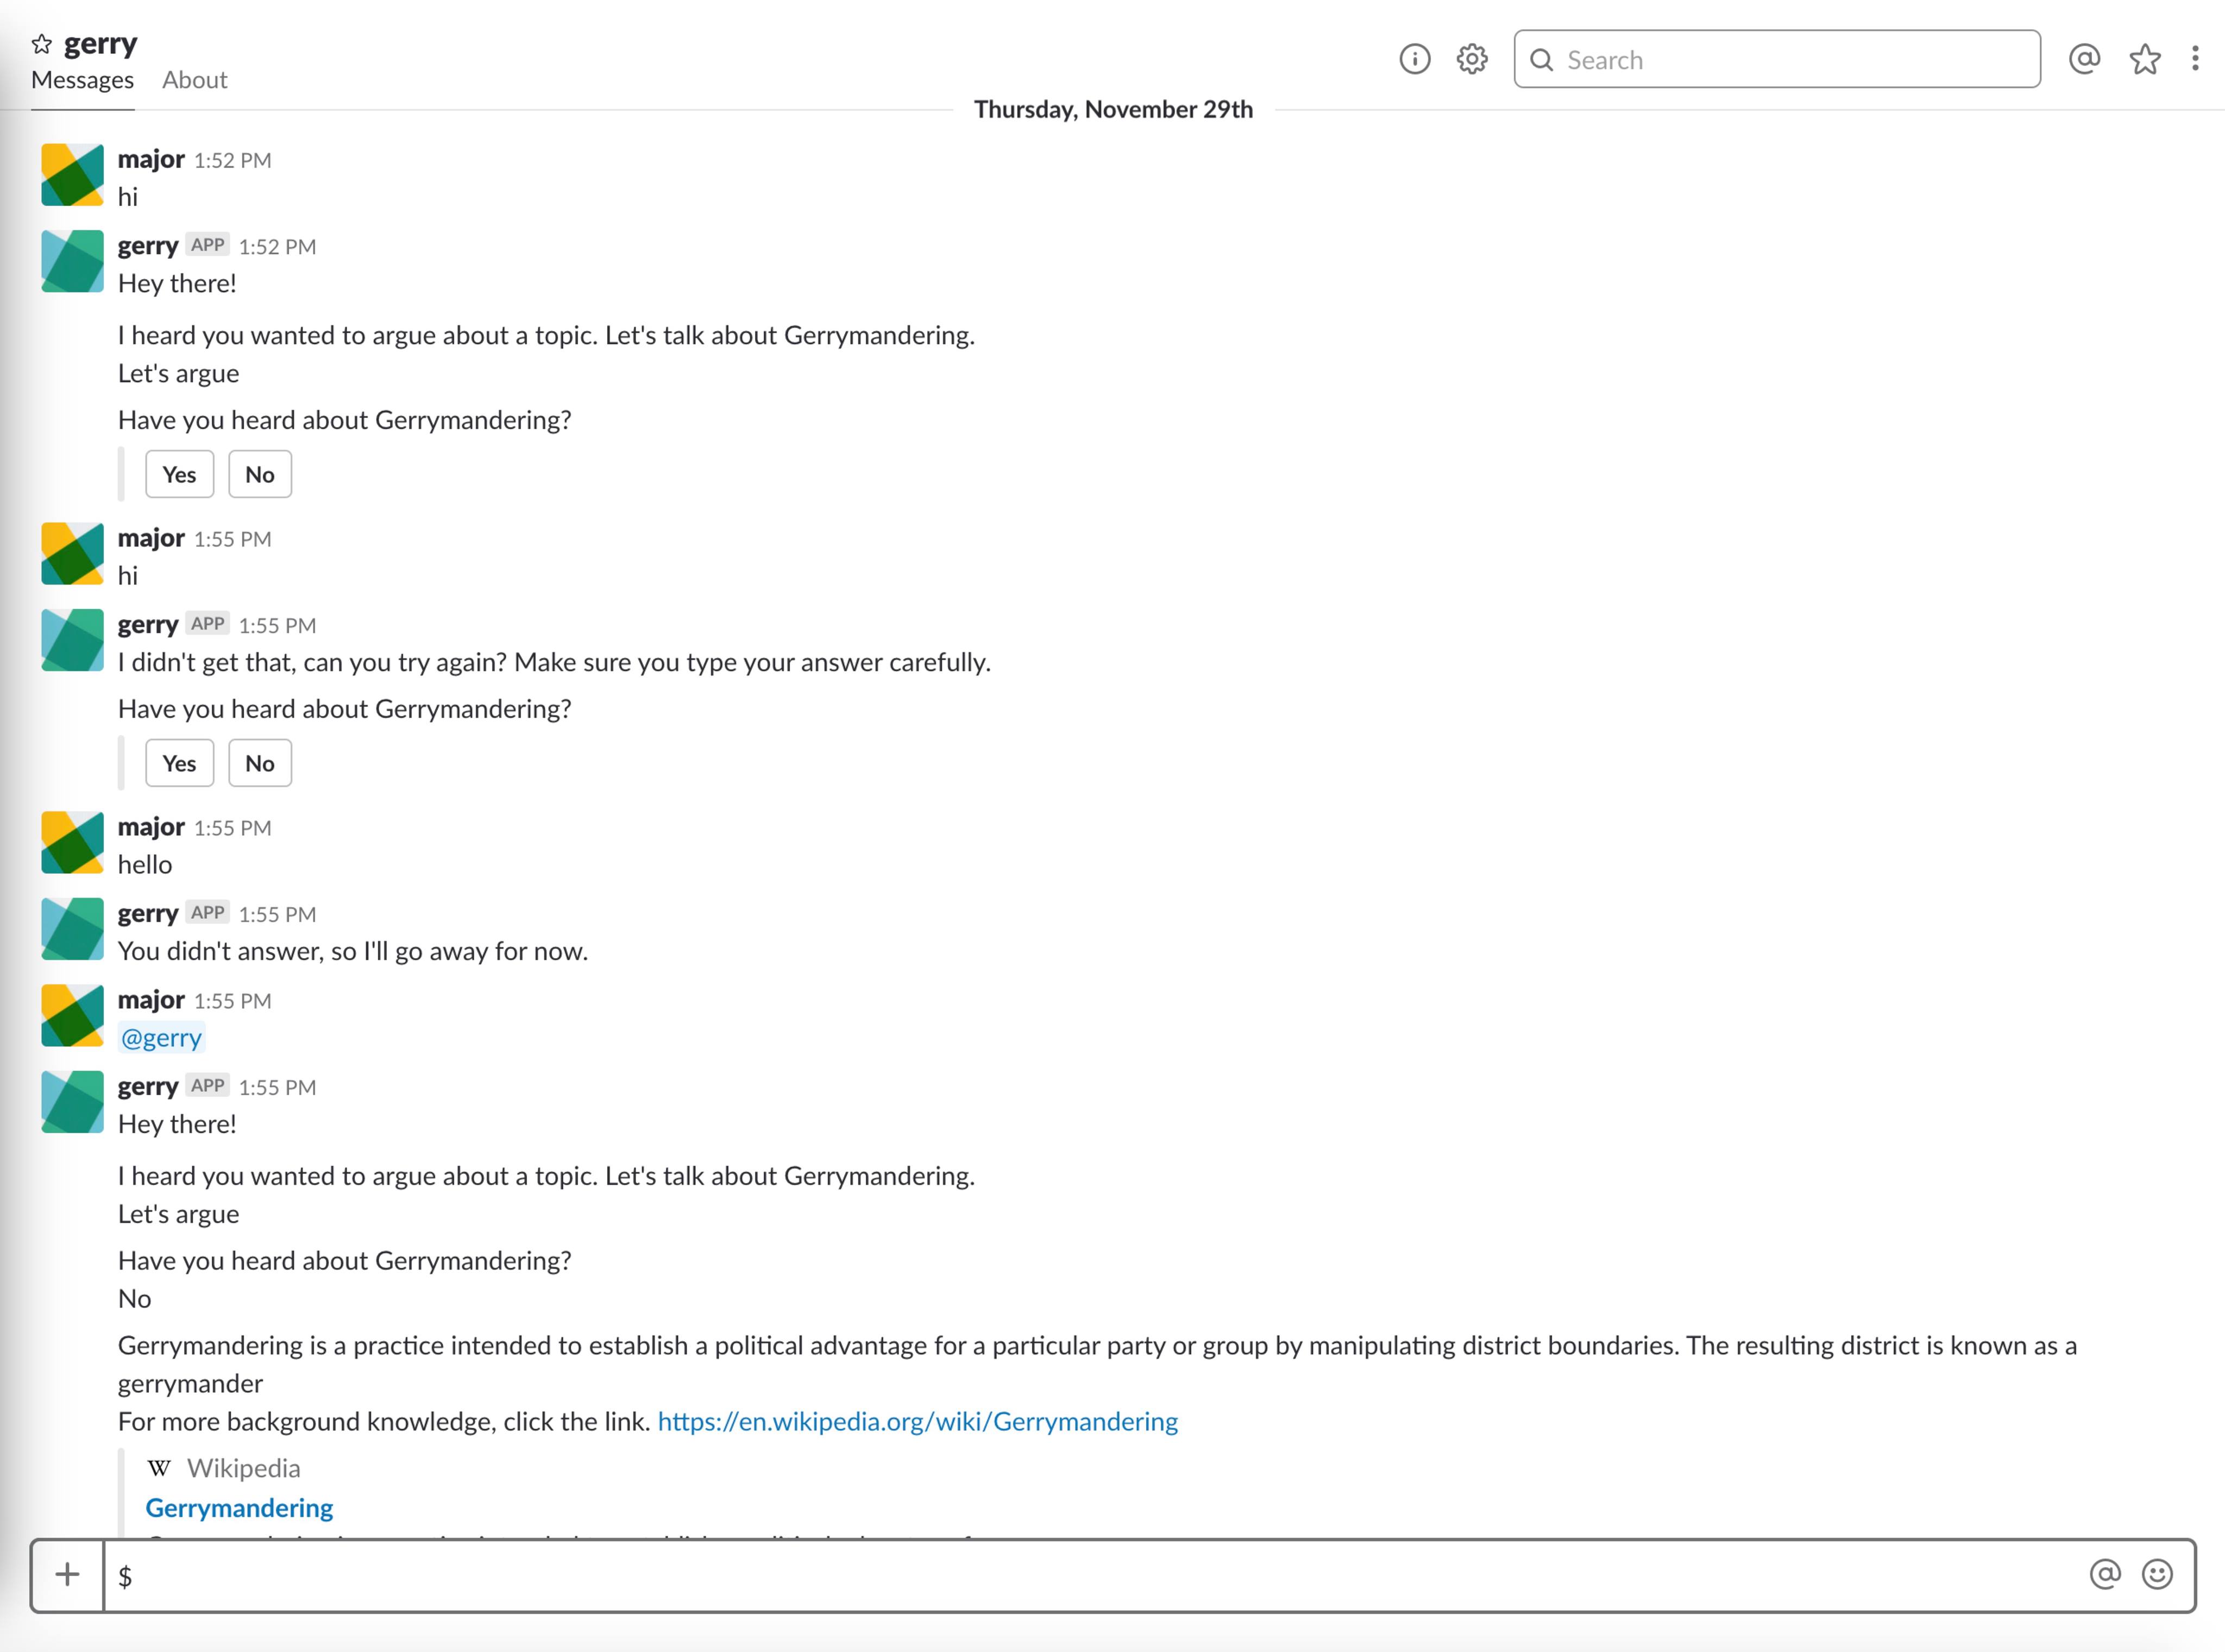 gerry
Messages About
Search
Thursday, November 29th
major 1:52 PM
hi
gerry APP 1:52 PM
Hey there!
I heard you wanted to argue about a topic. Let's talk about Gerrymandering.
Let's argue
Have you heard about Gerrymandering?
Yes No
major 1:55 PM
hi
gerry APP 1:55 PM
I didn't get that, can you try again? Make sure you type your answer carefully.
Have you heard about Gerrymandering?
Yes No
major 1:55 PM
hello
gerry APP 1:55 PM
You didn't answer, so I'll go away for now.
major 1:55 PM
@gerry
gerry APP 1:55 PM
Hey there!
I heard you wanted to argue about a topic. Let's talk about Gerrymandering.
Let's argue
Have you heard about Gerrymandering?
No
Gerrymandering is a practice intended to establish a political advantage for a particular party or group by manipulating district boundaries. The resulting district is known as a
gerrymander
For more background knowledge, click the link. https://en.wikipedia.org/wiki/Gerrymandering
W Wikipedia
Gerrymandering
$